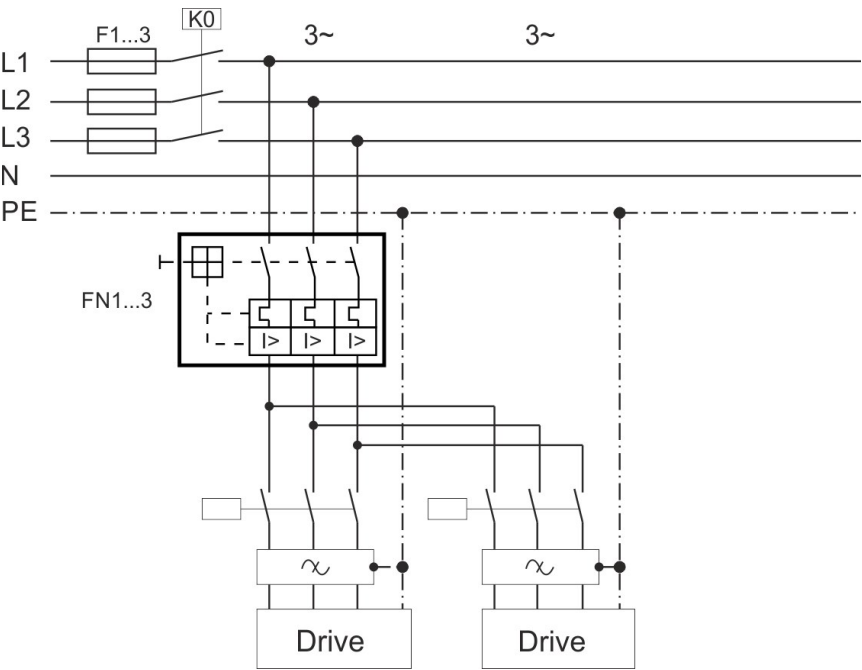 K0
F1...3
3~
3~
L1
L2
L3
N
PE
FN1...3
I> I> I>
Drive
Drive